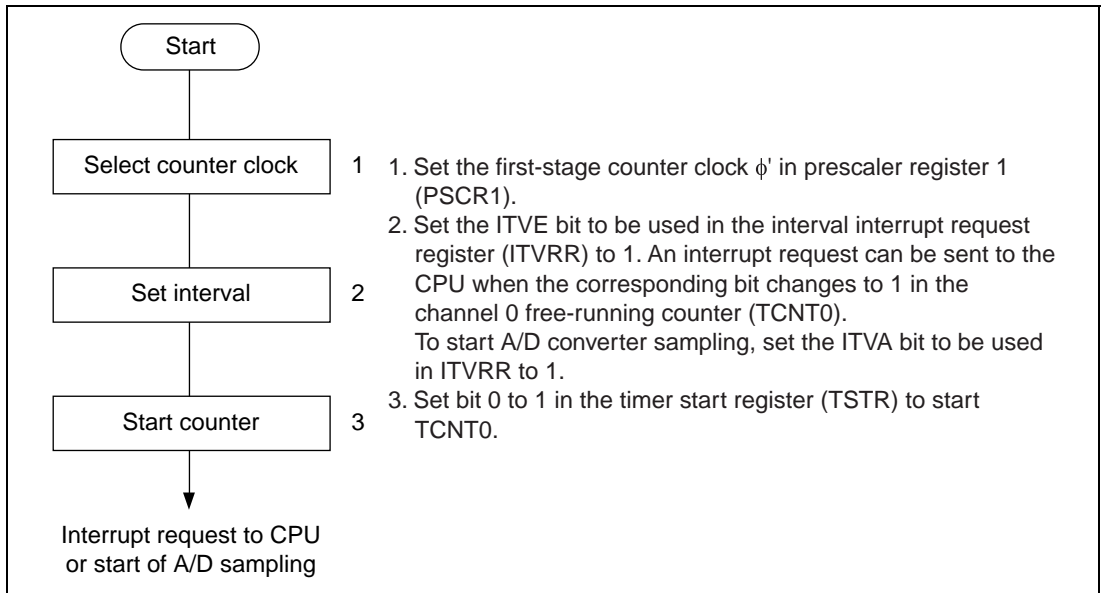 Start
Select counter clock
1
Set interval
2
Start counter
3
Interrupt request to CPU
or start of A/D sampling
1. Set the first-stage counter clock ϕ' in prescaler register 1
(PSCR1).
2. Set the ITVE bit to be used in the interval interrupt request
register (ITVRR) to 1. An interrupt request can be sent to the
CPU when the corresponding bit changes to 1 in the
channel 0 free-running counter (TCNT0).
To start A/D converter sampling, set the ITVA bit to be used
in ITVRR to 1.
3. Set bit 0 to 1 in the timer start register (TSTR) to start
TCNT0.